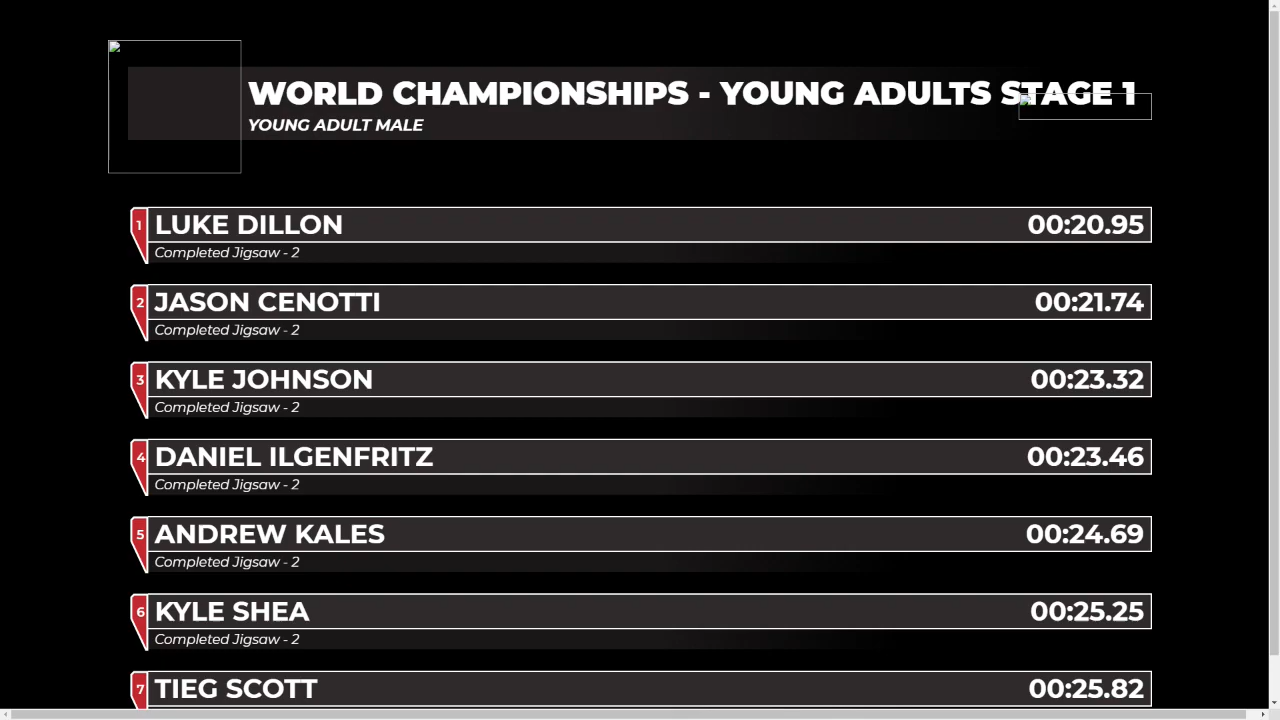 WORLD CHAMPIONSHIPS - YOUNG ADULTS STAGE 1
YOUNG ADULT MALE
1 LUKE DILLON 00:20.95
Completed Jigsaw - 2
2 JASON CENOTTI 00:21.74
Completed Jigsaw - 2
3 KYLE JOHNSON 00:23.32
Completed Jigsaw - 2
4 DANIEL ILGENFRITZ 00:23.46
Completed Jigsaw - 2
5 ANDREW KALES 00:24.69
Completed Jigsaw - 2
6 KYLE SHEA 00:25.25
Completed Jigsaw - 2
7 TIEG SCOTT 00:25.82